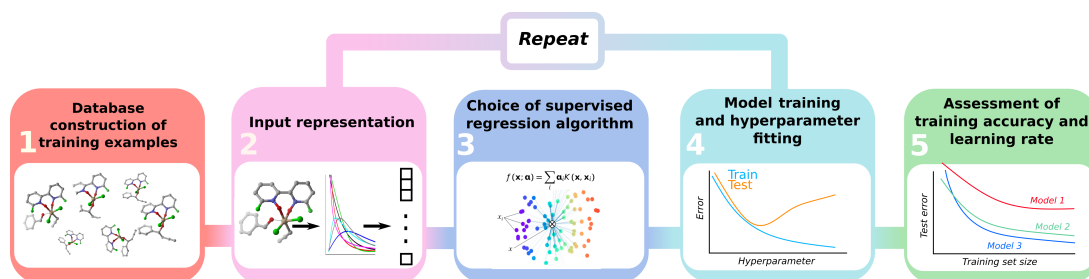 Repeat
1
Database
construction of
training examples
2
Input representation
3
Choice of supervised
regression algorithm
f(x; α) = ∑ αᵢK (x, xᵢ)
i
xᵢ
x
4
Model training
and hyperparameter
fitting
Train
Test
Error
Hyperparameter
5
Assessment of
training accuracy and
learning rate
Test error
Model 1
Model 2
Model 3
Training set size